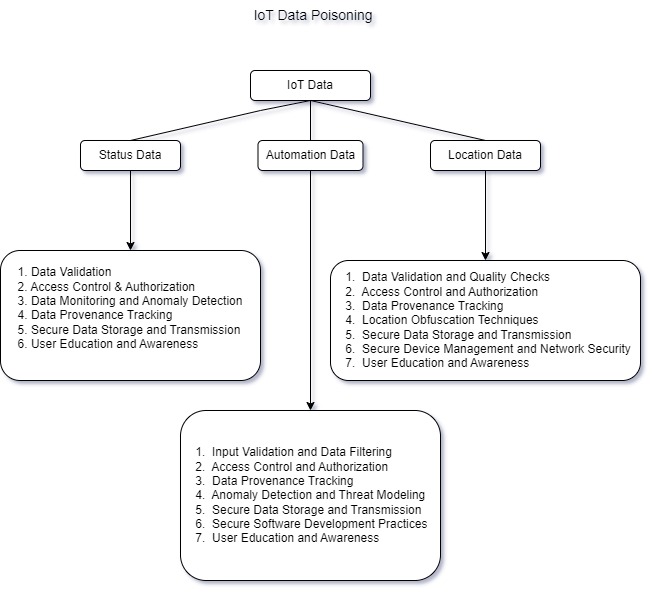 IoT Data Poisoning
IoT Data
Status Data
Automation Data
Location Data
1. Data Validation
2. Access Control & Authorization
3. Data Monitoring and Anomaly Detection
4. Data Provenance Tracking
5. Secure Data Storage and Transmission
6. User Education and Awareness
1. Data Validation and Quality Checks
2. Access Control and Authorization
3. Data Provenance Tracking
4. Location Obfuscation Techniques
5. Secure Data Storage and Transmission
6. Secure Device Management and Network Security
7. User Education and Awareness
1. Input Validation and Data Filtering
2. Access Control and Authorization
3. Data Provenance Tracking
4. Anomaly Detection and Threat Modeling
5. Secure Data Storage and Transmission
6. Secure Software Development Practices
7. User Education and Awareness